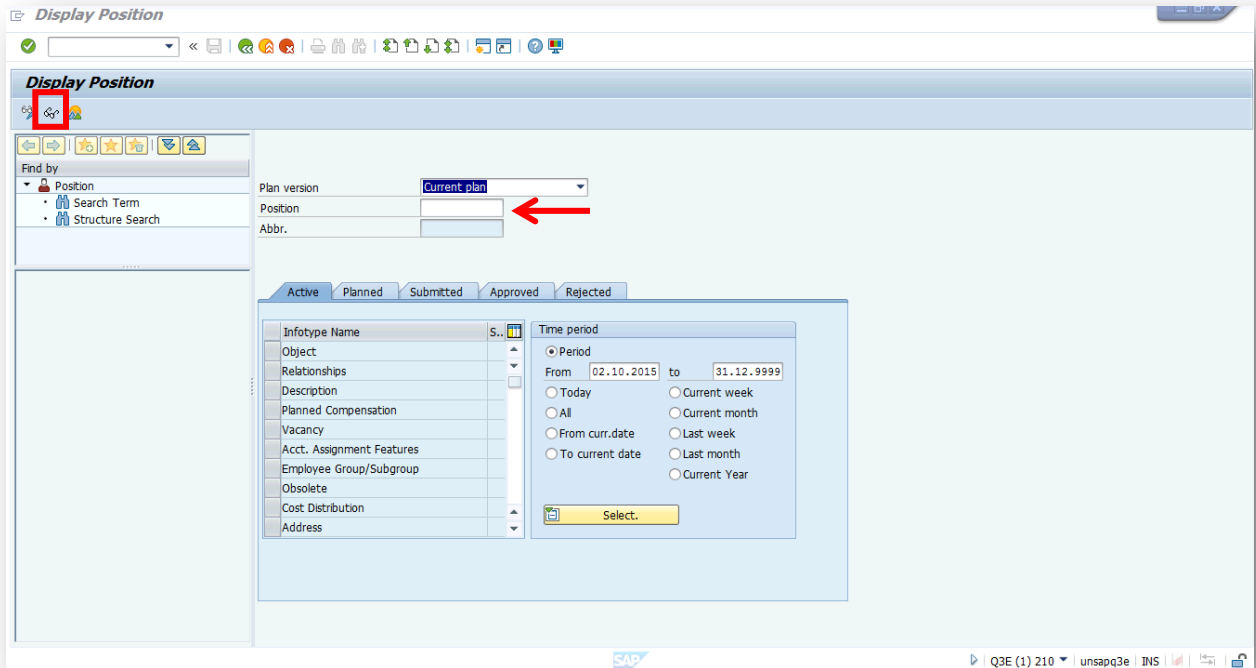 Display Position
Display Position
Find by
Position
Search Term
Structure Search
Plan version Current plan
Position
Abbr.
Active Planned Submitted Approved Rejected
Infotype Name S..
Object
Relationships
Description
Planned Compensation
Vacancy
Acct. Assignment Features
Employee Group/Subgroup
Obsolete
Cost Distribution
Address
Time period
Period
From 02.10.2015 to 31.12.9999
Today Current week
All Current month
From curr.date Last week
To current date Last month
Current Year
Select.
SAP
Q3E (1) 210 unsapq3e INS